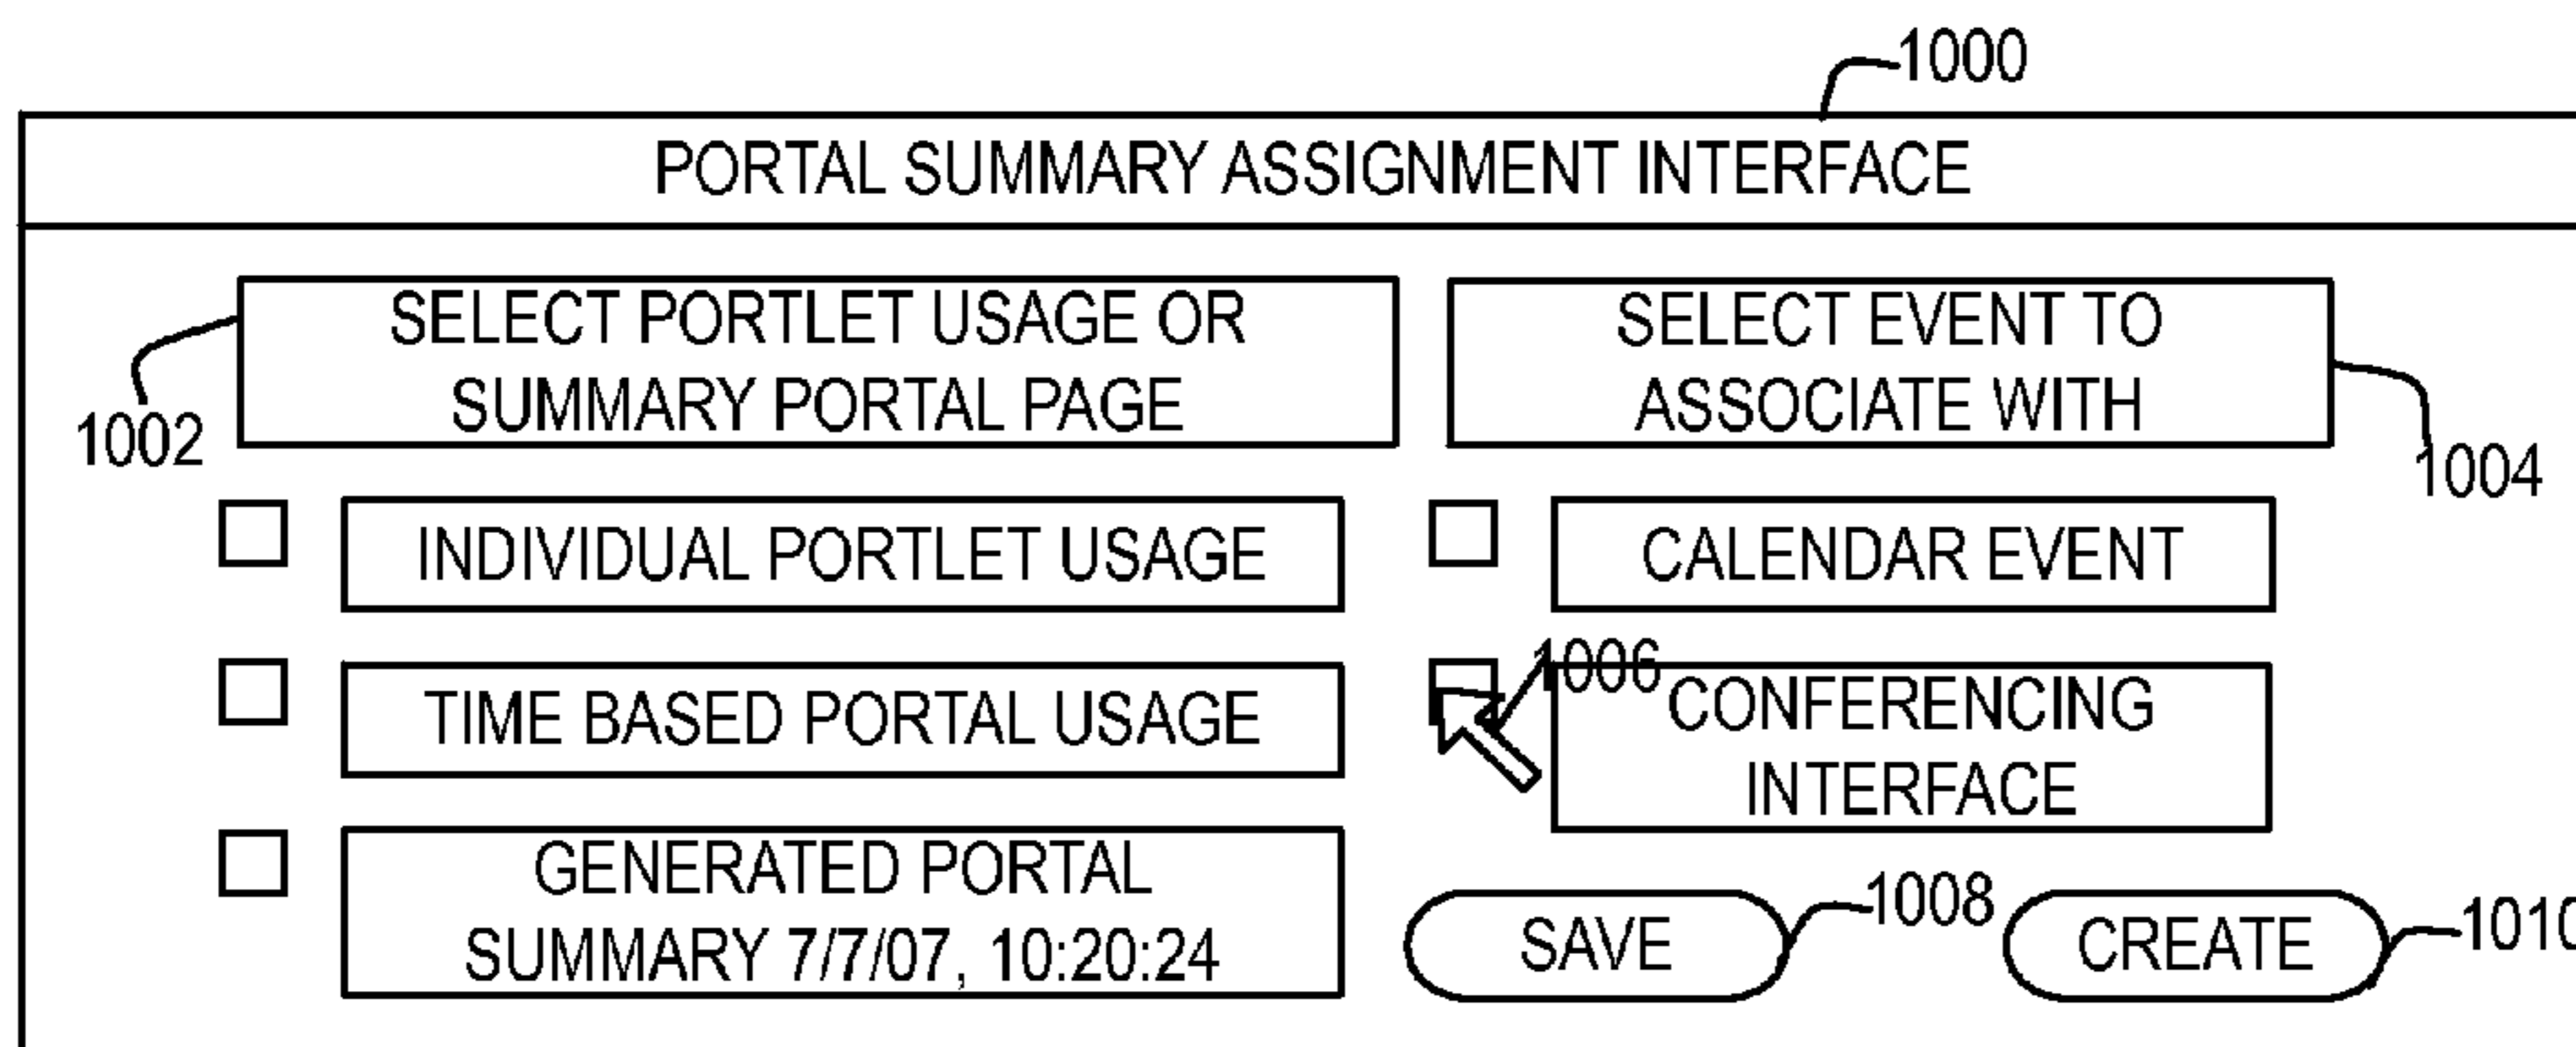 1000
PORTAL SUMMARY ASSIGNMENT INTERFACE
SELECT PORTLET USAGE OR
SUMMARY PORTAL PAGE
1002
SELECT EVENT TO
ASSOCIATE WITH
1004
INDIVIDUAL PORTLET USAGE
CALENDAR EVENT
TIME BASED PORTAL USAGE
1006
CONFERENCING
INTERFACE
GENERATED PORTAL
SUMMARY 7/7/07, 10:20:24
SAVE
1008
CREATE
1010